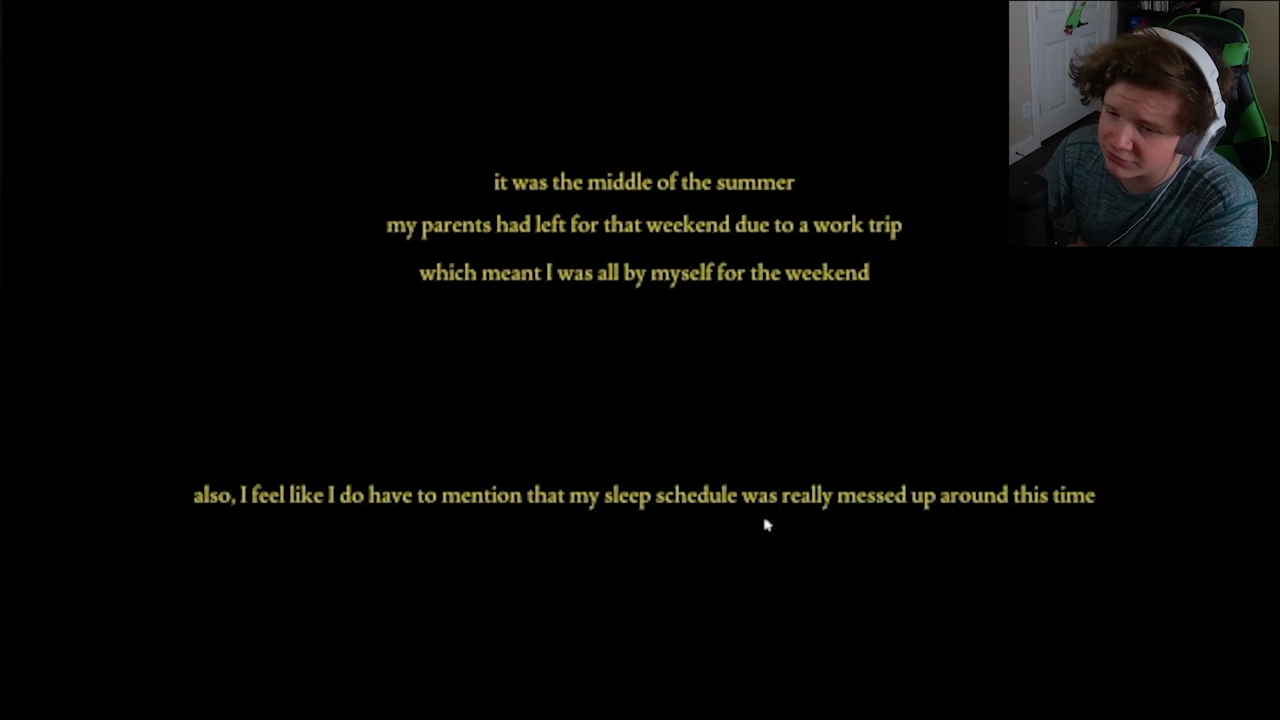 it was the middle of the summer
my parents had left for that weekend due to a work trip
which meant I was all by myself for the weekend
also, I feel like I do have to mention that my sleep schedule was really messed up around this time